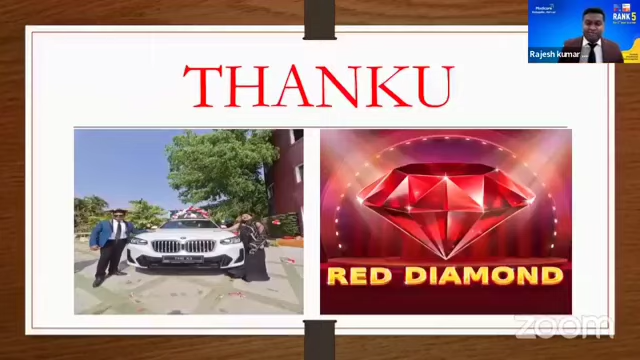 THANKU
RED DIAMOND
RANK 5
Rajesh kumar ...
zoom